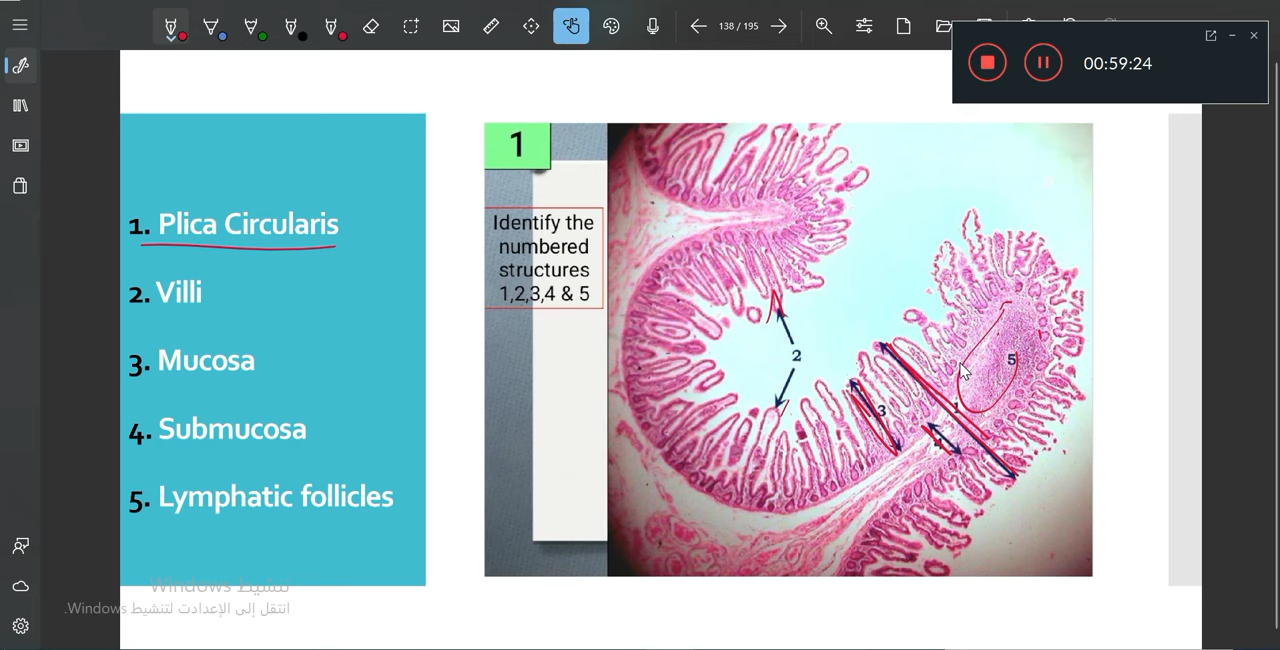 138 / 195
00:59:24
1. Plica Circularis
2. Villi
3. Mucosa
4. Submucosa
5. Lymphatic follicles
1
Identify the
numbered
structures
1,2,3,4 & 5
2
3
1
4
5
تنشيط Windows
انتقل إلى الإعدادت لتنشيط Windows.